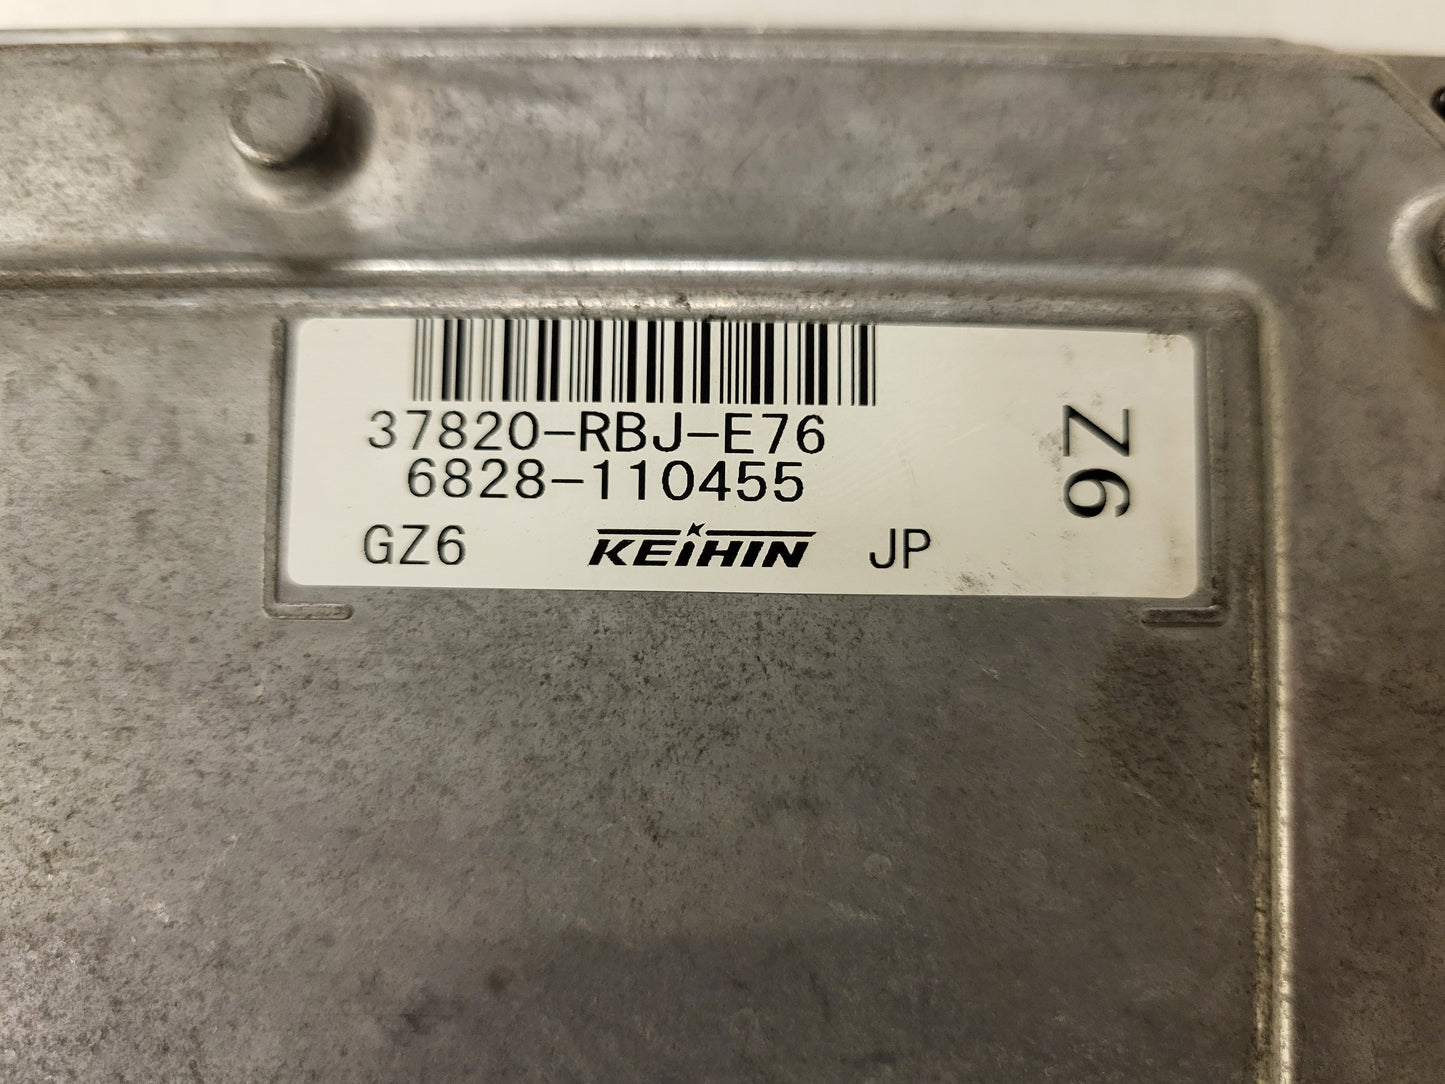 37820-RBJ-E76
6828-110455
GZ6 KEIHIN JP
Z6